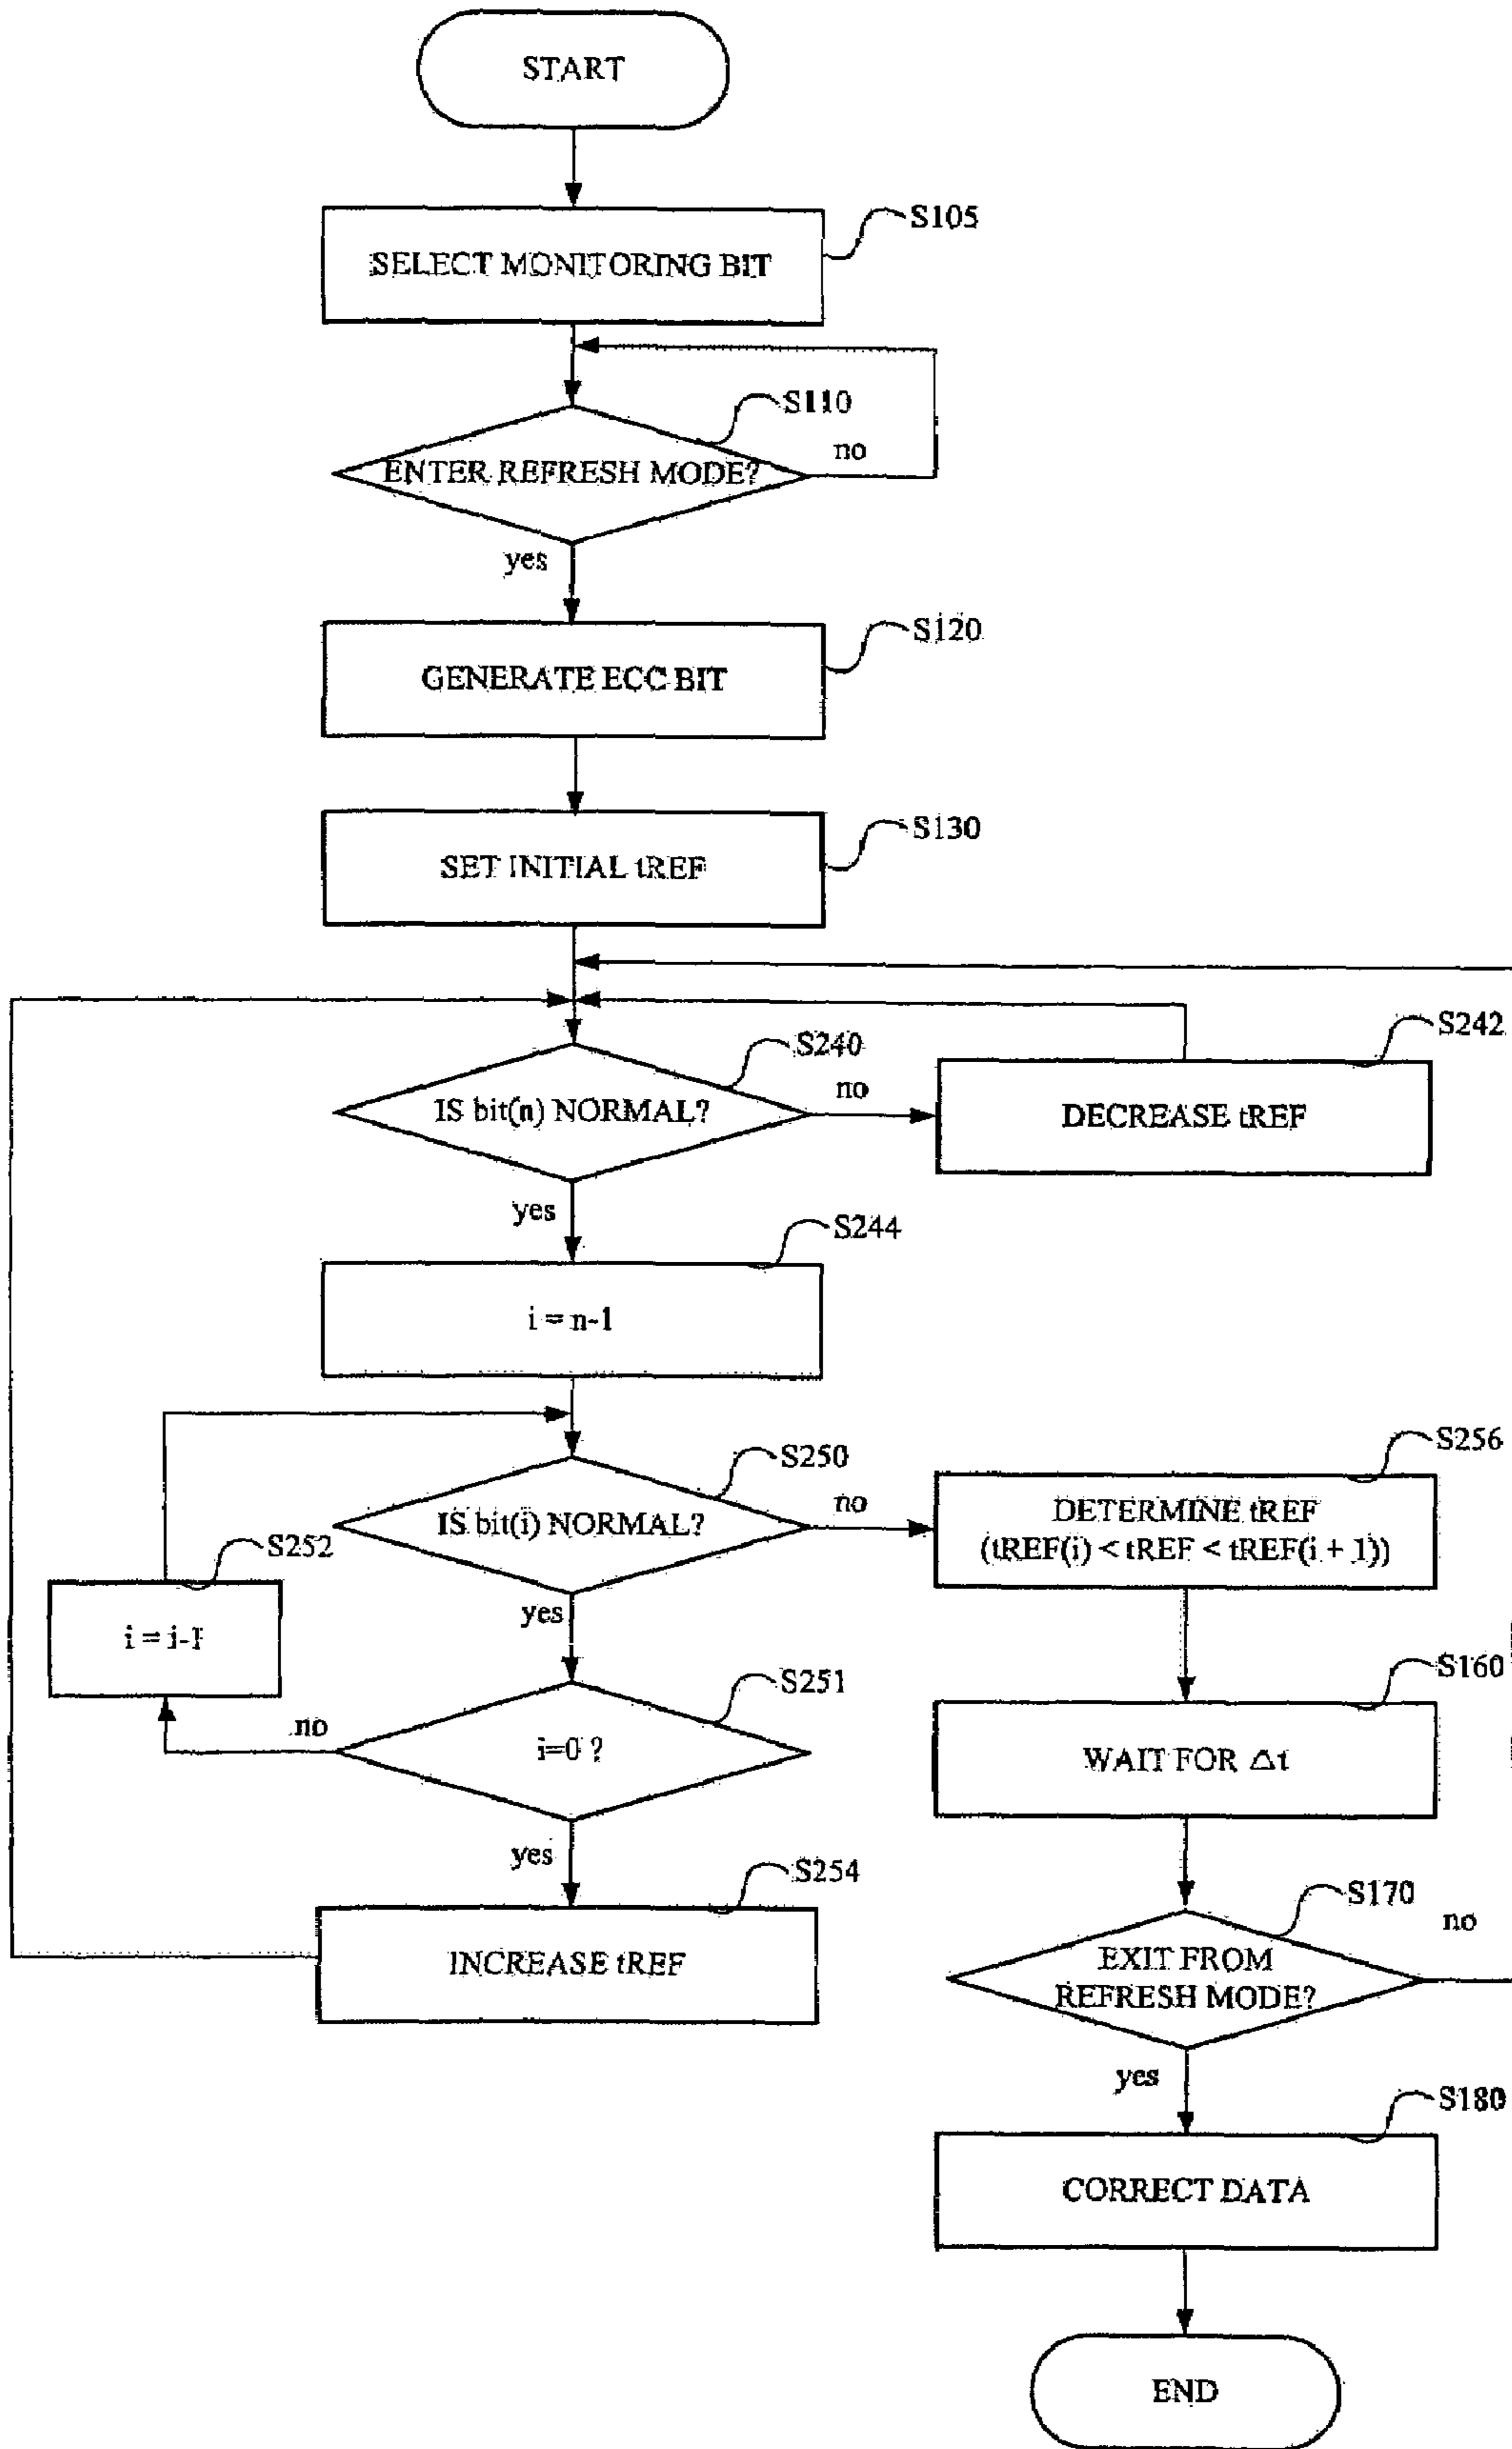 START
S105
SELECT MONITORING BIT
S110
ENTER REFRESH MODE?
no
yes
S120
GENERATE ECC BIT
S130
SET INITIAL tREF
S240
IS bit(n) NORMAL?
no
S242
DECREASE tREF
yes
S244
i = n-1
S250
IS bit(i) NORMAL?
no
S256
DETERMINE tREF
(tREF(i) < tREF < tREF(i + 1))
S252
i = i-1
yes
S251
i=0 ?
no
S160
WAIT FOR Δt
yes
S254
INCREASE tREF
S170
EXIT FROM
REFRESH MODE?
no
yes
S180
CORRECT DATA
END